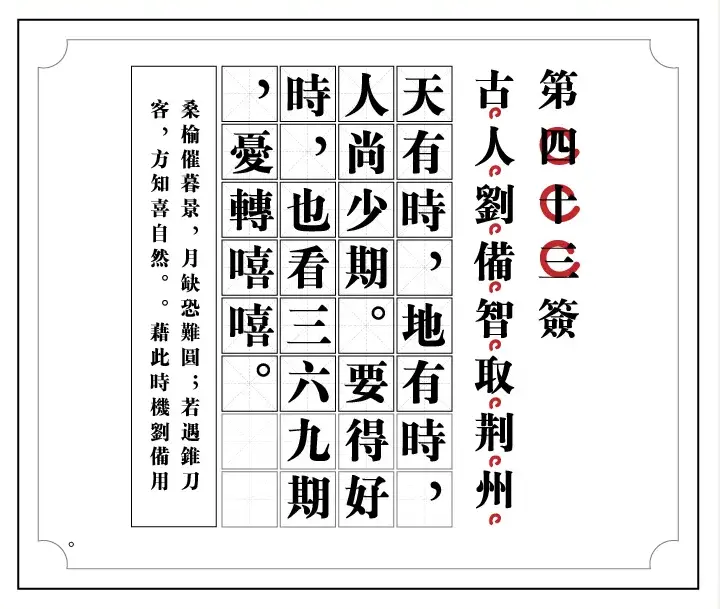 第四十三簽
古人劉備智取荆州
天有時，地有時，
人尚少期。要得好
時，也看三六九期
，憂轉嘻嘻。
桑榆催暮景，月缺恐難圓；若遇錐刀
客，方知喜自然。。藉此時機劉備用
。